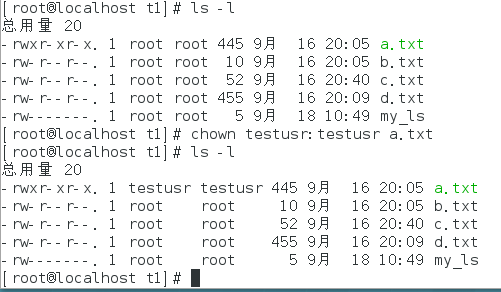 [root@localhost t1]# ls -l
总用量 20
-rwxr-xr-x. 1 root root 445 9月  16 20:05 a.txt
-rw-r--r--. 1 root root  10 9月  16 20:05 b.txt
-rw-r--r--. 1 root root  52 9月  16 20:40 c.txt
-rw-r--r--. 1 root root 455 9月  16 20:09 d.txt
-rw-------. 1 root root   5 9月  18 10:49 my_ls
[root@localhost t1]# chown testusr:testusr a.txt
[root@localhost t1]# ls -l
总用量 20
-rwxr-xr-x. 1 testusr testusr 445 9月  16 20:05 a.txt
-rw-r--r--. 1 root    root     10 9月  16 20:05 b.txt
-rw-r--r--. 1 root    root     52 9月  16 20:40 c.txt
-rw-r--r--. 1 root    root    455 9月  16 20:09 d.txt
-rw-------. 1 root    root      5 9月  18 10:49 my_ls
[root@localhost t1]#